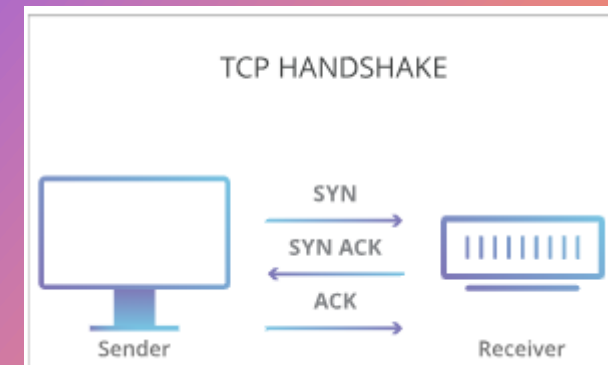 TCP HANDSHAKE
SYN
SYN ACK
ACK
Sender
Receiver